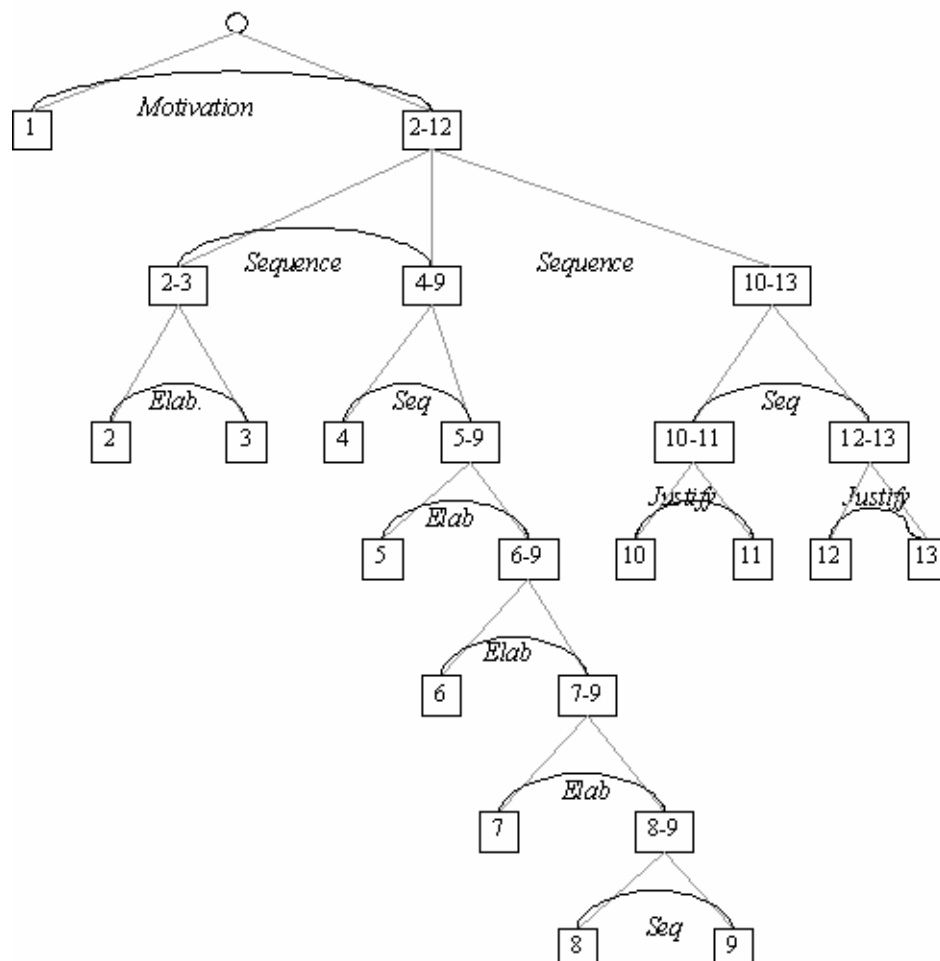 Motivation
1 2-12
Sequence Sequence
2-3 4-9 10-13
Elab. Seq Seq
2 3 4 5-9 10-11 12-13
Elab Justify Justify
5 6-9 10 11 12 13
Elab
6 7-9
Elab
7 8-9
Seq
8 9